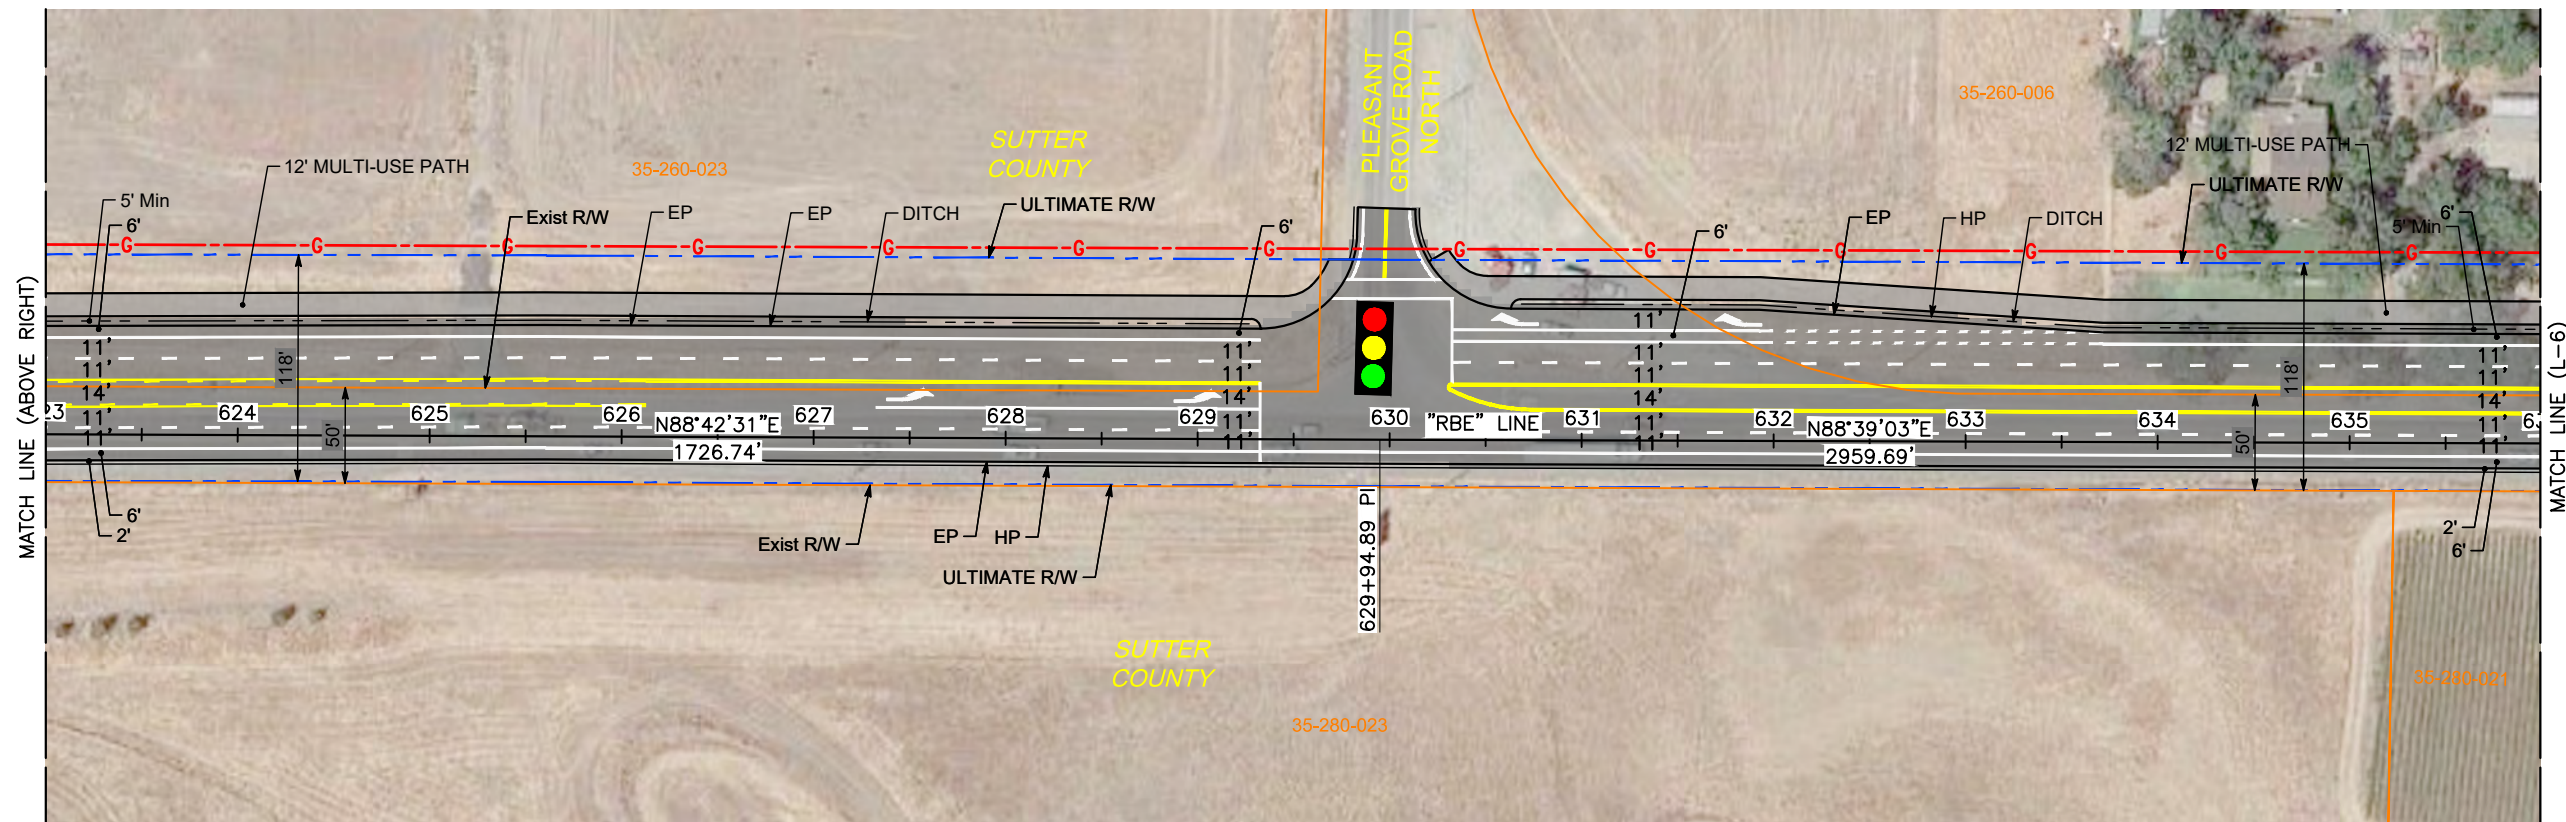 PLEASANT
GROVE ROAD
NORTH
35-260-006
SUTTER
COUNTY
12' MULTI-USE PATH
35-260-023
12' MULTI-USE PATH
ULTIMATE R/W
5' Min
6'
Exist R/W
EP
EP
DITCH
ULTIMATE R/W
6'
6'
EP
HP
DITCH
6'
5' Min
G G G G G G G G G G G G G
MATCH LINE (ABOVE RIGHT)
MATCH LINE (L-6)
11'
11'
14'
11'
11'
118'
50'
11'
11'
14'
11'
11'
11'
11'
14'
11'
11'
118'
50'
11'
11'
14'
11'
11'
23 624 625 626 627 628 629 630 631 632 633 634 635
N88°42'31"E
1726.74'
"RBE" LINE
N88°39'03"E
2959.69'
6'
2'
Exist R/W
EP
HP
ULTIMATE R/W
629+94.89 PI
2'
6'
SUTTER
COUNTY
35-280-023
35-280-021